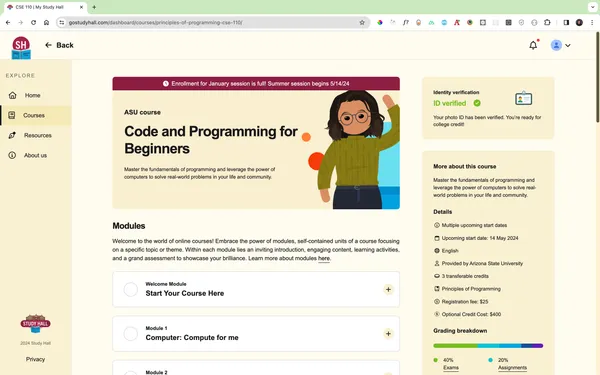 CSE 110 | My Study Hall
gostudyhall.com/dashboard/courses/principles-of-programming-cse-110/
SH
Back
EXPLORE
Home
Courses
Resources
About us
STUDY HALL
2024 Study Hall
Privacy
Enrollment for January session is full! Summer session begins 5/14/24
ASU course
Code and Programming for
Beginners
Master the fundamentals of programming and leverage the power of
computers to solve real-world problems in your life and community.
Modules
Welcome to the world of online courses! Embrace the power of modules, self-contained units of a course focusing
on a specific topic or theme. Within each module lies an inviting introduction, engaging content, learning activities,
and a grand assessment to showcase your brilliance. Learn more about modules here.
Welcome Module
Start Your Course Here
Module 1
Computer: Compute for me
Module 2
Identity verification
ID verified
Your photo ID has been verified. You're ready for
college credit!
More about this course
Master the fundamentals of programming and
leverage the power of computers to solve real-
world problems in your life and community.
Details
Multiple upcoming start dates
Upcoming start date: 14 May 2024
English
Provided by Arizona State University
3 transferable credits
Principles of Programming
Registration fee: $25
Optional Credit Cost: $400
Grading breakdown
40%
Exams
20%
Assignments